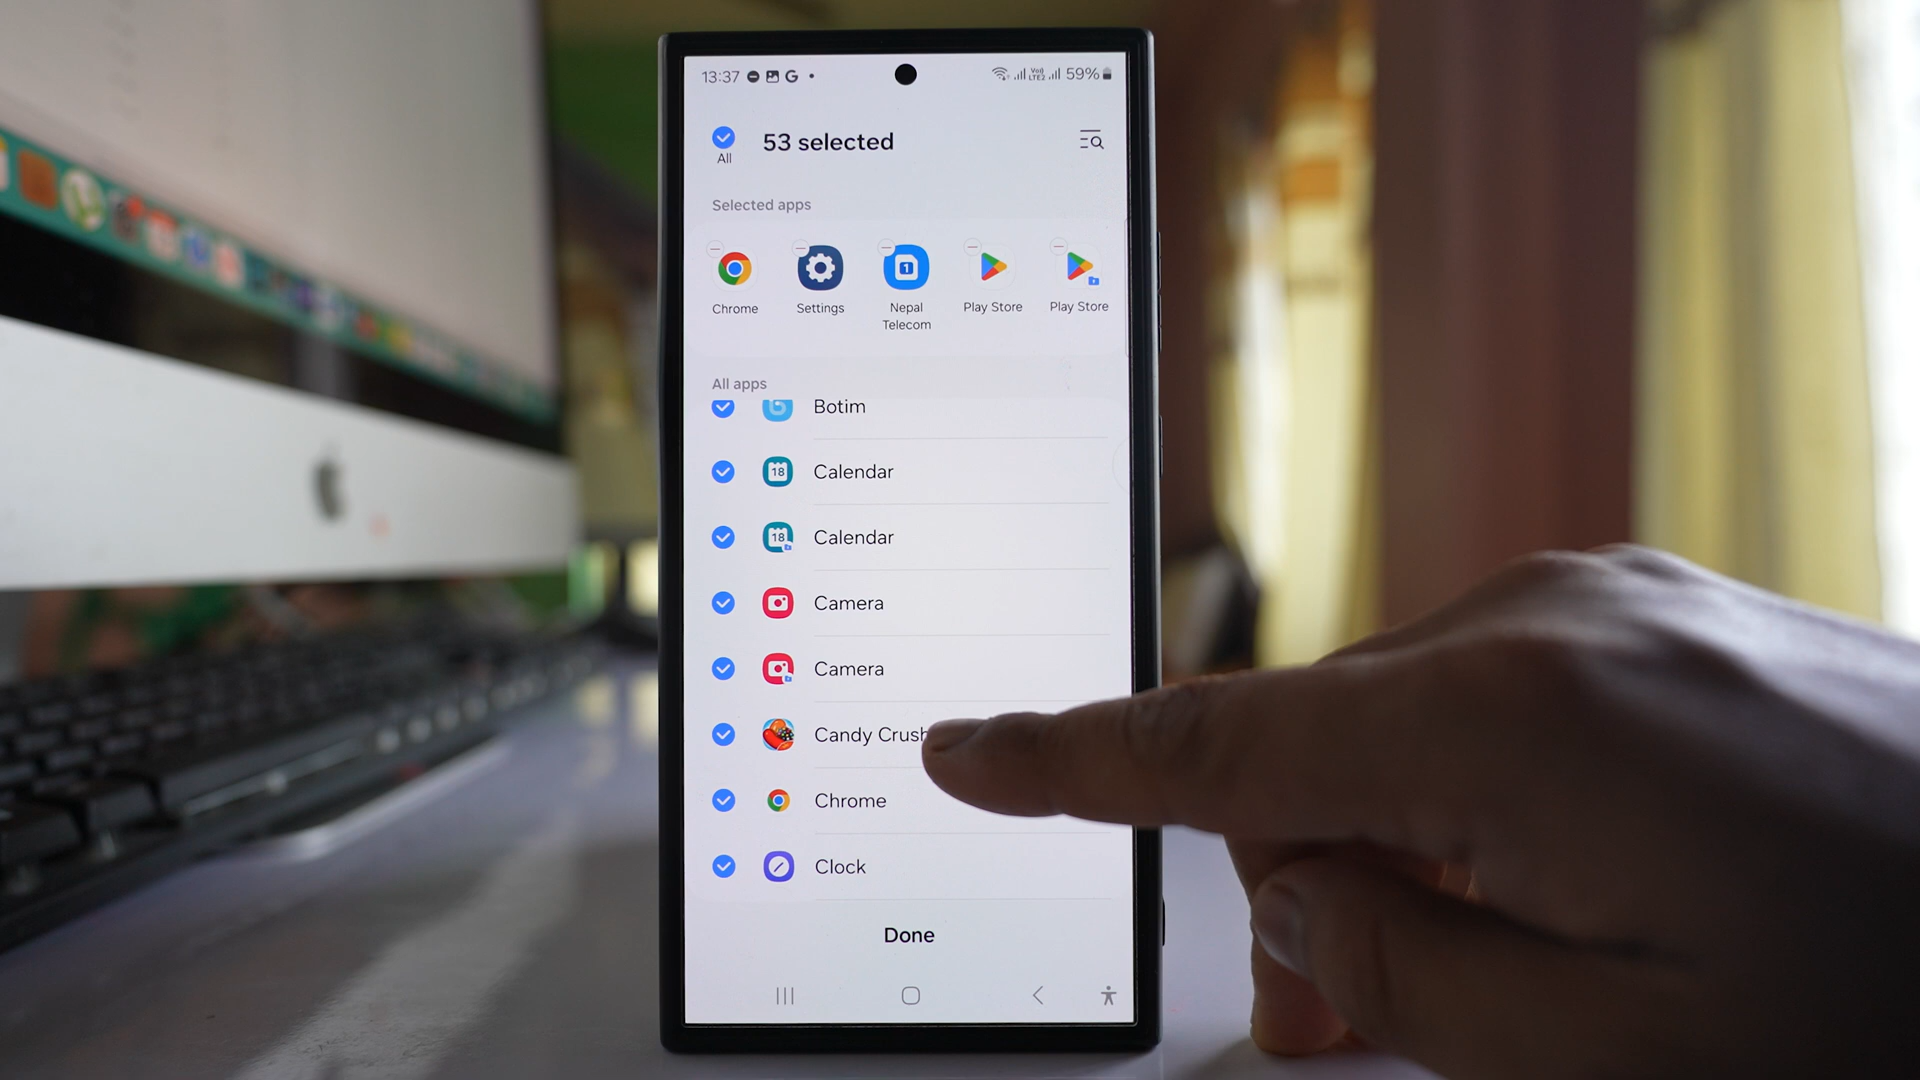 13:37 G 59%
All
53 selected
Selected apps
Chrome
Settings
Nepal
Telecom
Play Store
Play Store
All apps
Botim
18 Calendar
18 Calendar
Camera
Camera
Candy Crush
Chrome
Clock
Done